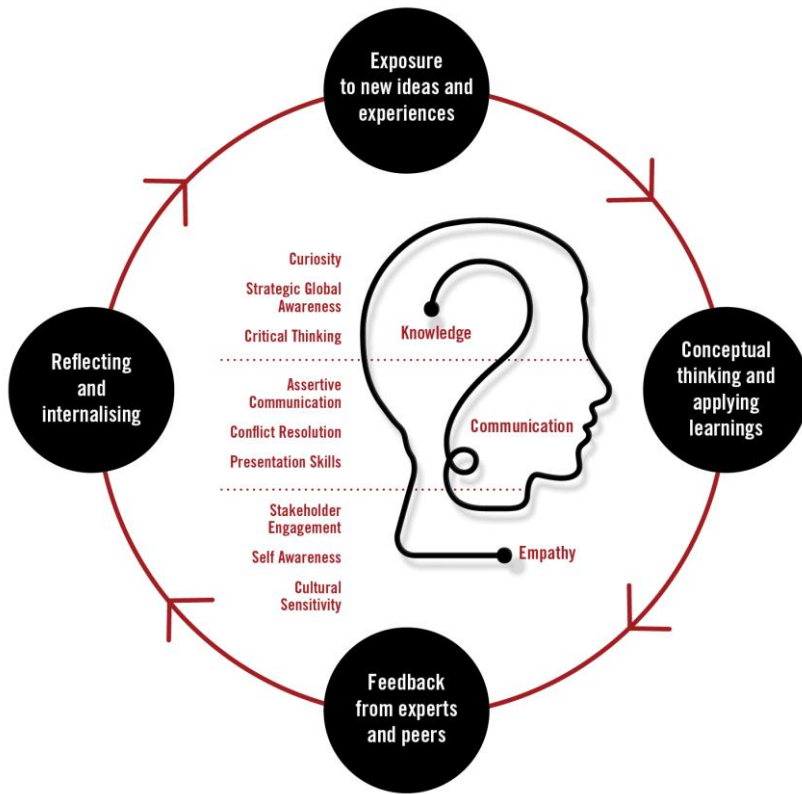 Exposure
to new ideas and
experiences
Curiosity
Strategic Global
Awareness
Critical Thinking
Knowledge
Reflecting
and
internalising
Conceptual
thinking and
applying
learnings
Assertive
Communication
Conflict Resolution
Presentation Skills
Communication
Stakeholder
Engagement
Self Awareness
Cultural
Sensitivity
Empathy
Feedback
from experts
and peers